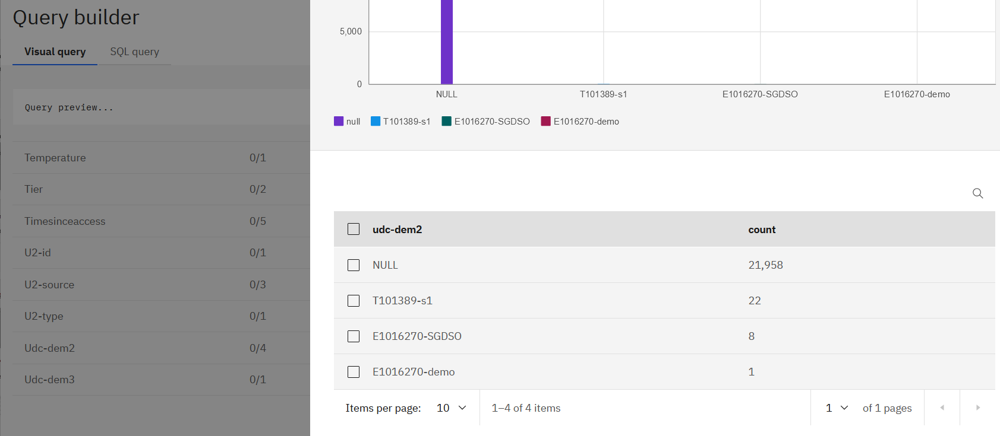 Query builder
Visual query SQL query
Query preview...
Temperature 0/1
Tier 0/2
Timesinceaccess 0/5
U2-id 0/1
U2-source 0/3
U2-type 0/1
Udc-dem2 0/4
Udc-dem3 0/1
5,000
0
NULL T101389-s1 E1016270-SGDSO E1016270-demo
null T101389-s1 E1016270-SGDSO E1016270-demo
udc-dem2 count
NULL 21,958
T101389-s1 22
E1016270-SGDSO 8
E1016270-demo 1
Items per page: 10 1–4 of 4 items 1 of 1 pages